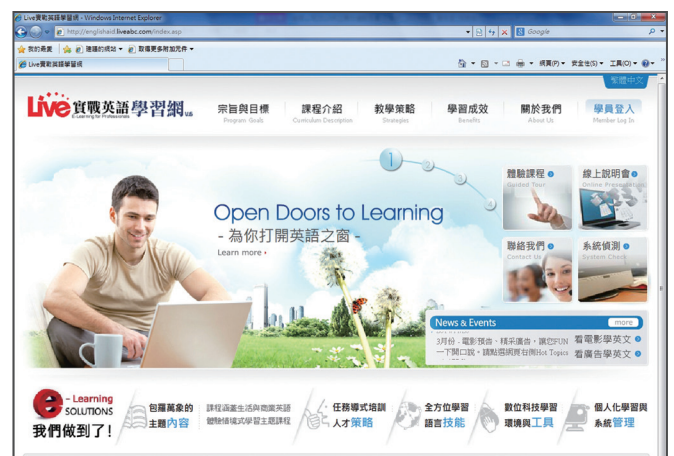 Live實戰英語學習網 - Windows Internet Explorer
http://englishaid.liveabc.com/index.asp
Google
我的最愛
建議的網站
取得更多附加元件
Live實戰英語學習網
網頁(P)
安全性(S)
工具(O)
繁體中文
Live 實戰英語學習網 V.6
E-Learning for Professionals
宗旨與目標
Program Goals
課程介紹
Curriculum Description
教學策略
Strategies
學習成效
Benefits
關於我們
About Us
學員登入
Member Log In
1
2
3
4
Open Doors to Learning
- 為你打開英語之窗 -
Learn more
體驗課程
Guided Tour
線上說明會
Online Presentation
聯絡我們
Contact Us
系統偵測
System Check
News & Events
more
3月份 - 電影預告、精采廣告，讓您FUN
一下開口說。請點選網頁右側Hot Topics
看電影學英文
看廣告學英文
e - Learning
SOLUTIONS
我們做到了!
包羅萬象的
主題內容
課程涵蓋生活與商業英語
體驗情境式學習主題課程
任務導式培訓
人才策略
全方位學習
語言技能
數位科技學習
環境與工具
個人化學習與
系統管理